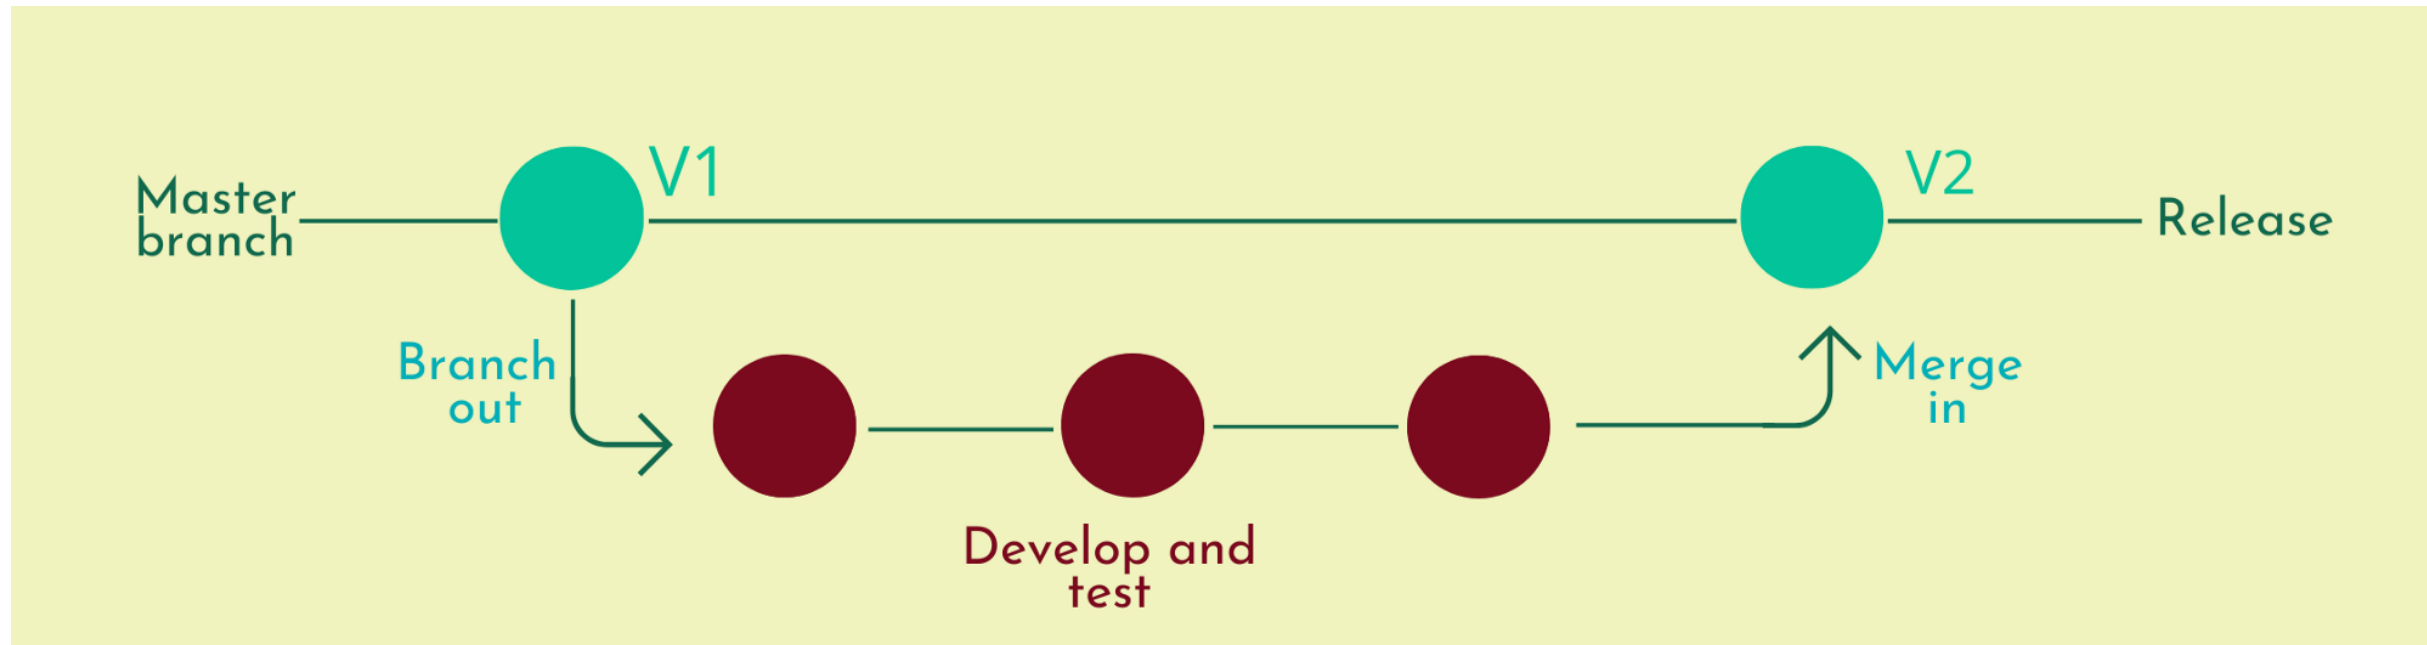 V1
V2
Master
branch
Release
Branch
out
Merge
in
Develop and
test